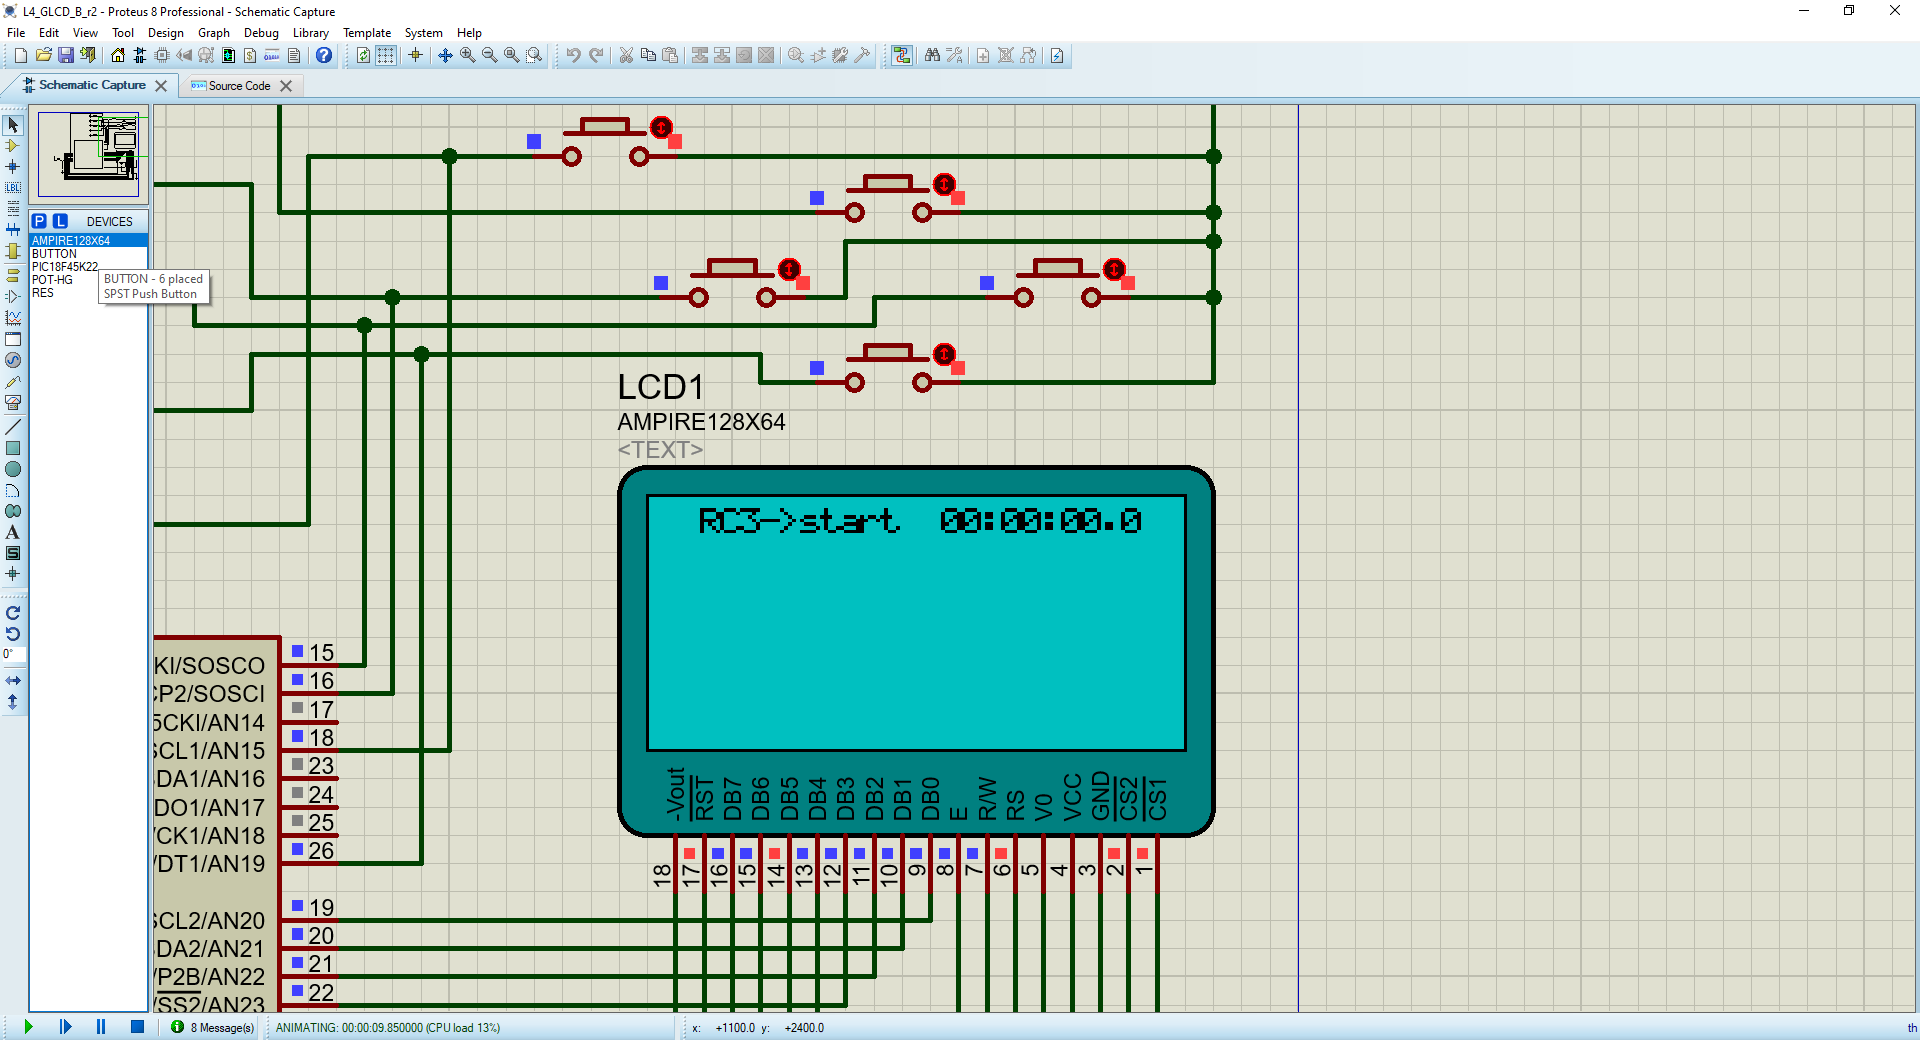 L4_GLCD_B_r2 - Proteus 8 Professional - Schematic Capture
File Edit View Tool Design Graph Debug Library Template System Help
Schematic Capture
Source Code
P L DEVICES
AMPIRE128X64
BUTTON
PIC18F45K22
POT-HG
RES
BUTTON - 6 placed
SPST Push Button
LBL
A
S
0°
LCD1
AMPIRE128X64
<TEXT>
RC3->start. 00:00:00.0
-Vout RST DB7 DB6 DB5 DB4 DB3 DB2 DB1 DB0 E R/W RS V0 VCC GND CS2 CS1
18 17 16 15 14 13 12 11 10 9 8 7 6 5 4 3 2 1
KI/SOSCO 15
CP2/SOSCI 16
5CKI/AN14 17
SCL1/AN15 18
DA1/AN16 23
DO1/AN17 24
/CK1/AN18 25
/DT1/AN19 26
SCL2/AN20 19
DA2/AN21 20
/P2B/AN22 21
/SS2/AN23 22
8 Message(s) ANIMATING: 00:00:09.850000 (CPU load 13%) x: +1100.0 y: +2400.0 th